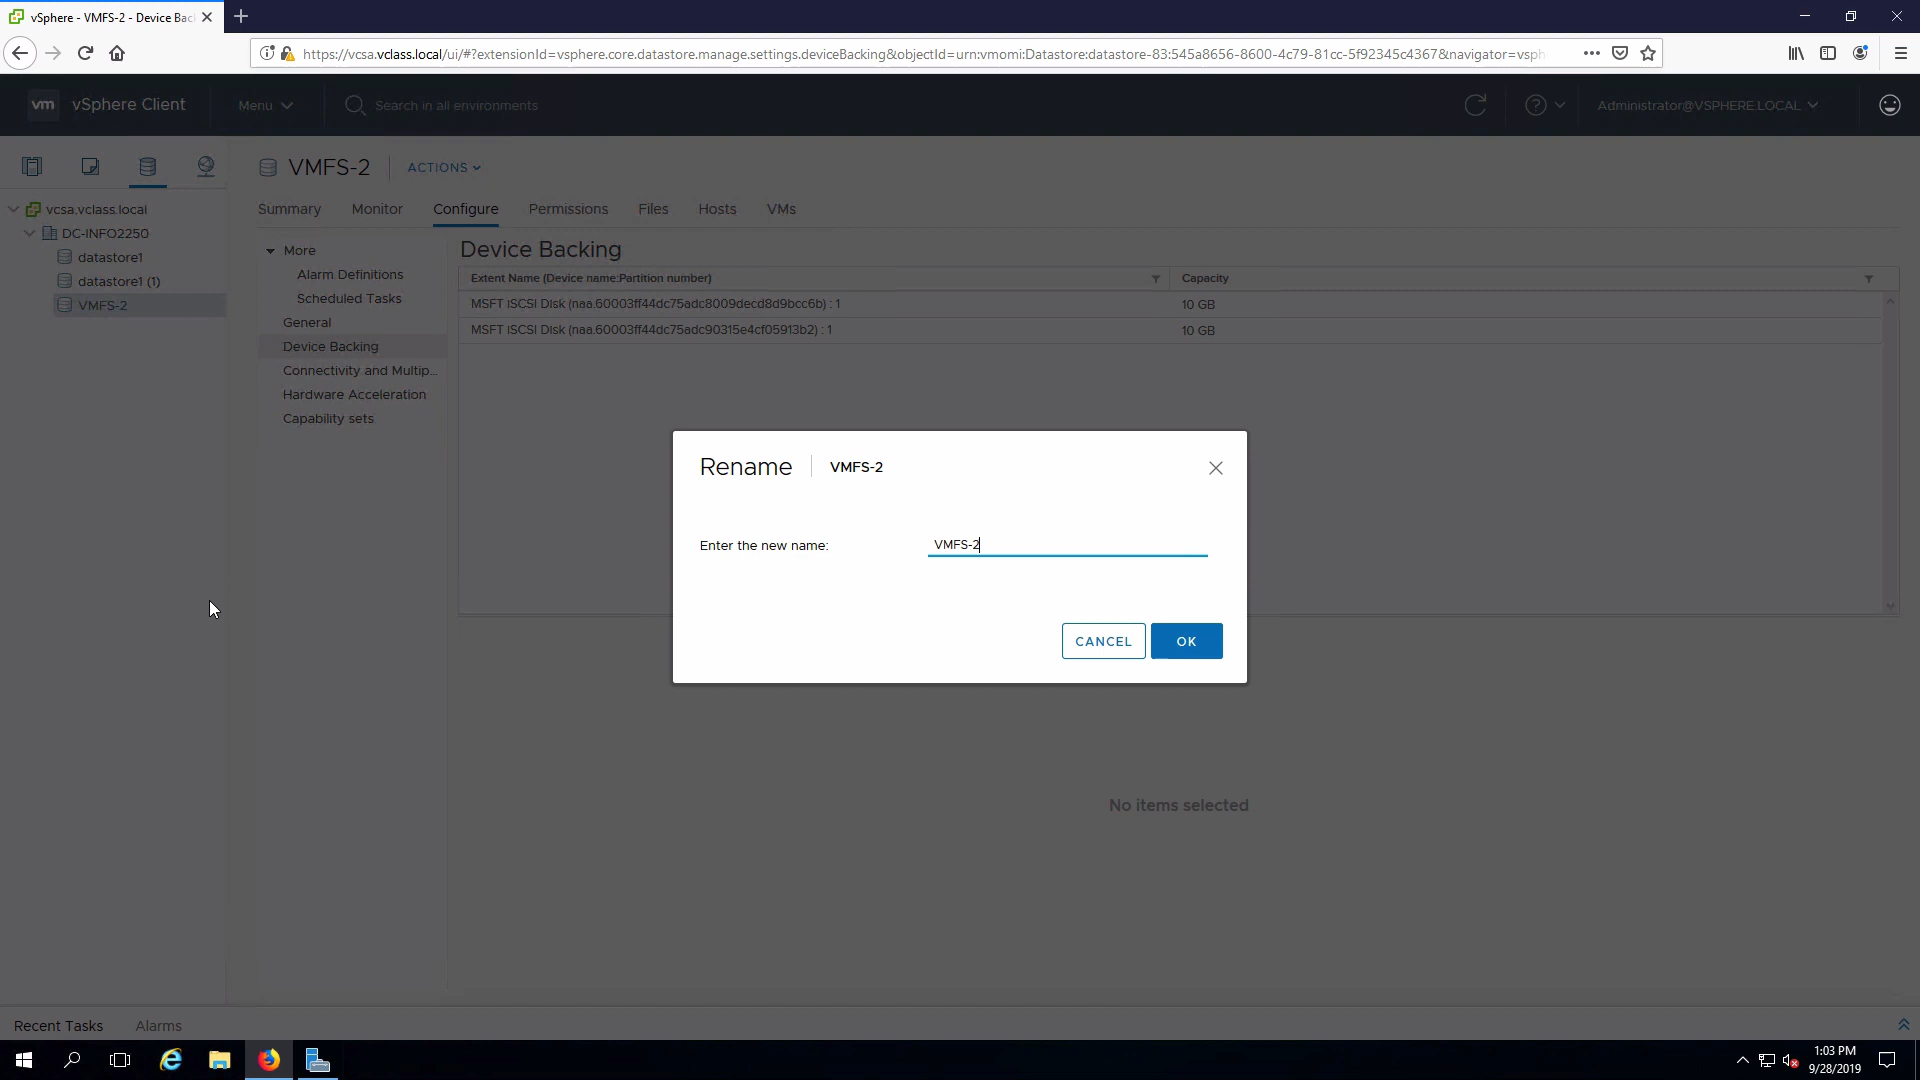 vSphere - VMFS-2 - Device Bac
https://vcsa.vclass.local/ui/#?extensionId=vsphere.core.datastore.manage.settings.deviceBacking&objectId=urn:vmomi:Datastore:datastore-83:545a8656-8600-4c79-81cc-5f92345c4367&navigator=vsph
vm vSphere Client Menu Search in all environments Administrator@VSPHERE.LOCAL
VMFS-2 ACTIONS
vcsa.vclass.local
DC-INFO2250
datastore1
datastore1 (1)
VMFS-2
Summary Monitor Configure Permissions Files Hosts VMs
More
Alarm Definitions
Scheduled Tasks
General
Device Backing
Connectivity and Multip...
Hardware Acceleration
Capability sets
Device Backing
Extent Name (Device name:Partition number) Capacity
MSFT iSCSI Disk (naa.60003ff44dc75adc8009decd8d9bcc6b) : 1 10 GB
MSFT iSCSI Disk (naa.60003ff44dc75adc90315e4cf05913b2) : 1 10 GB
Rename VMFS-2
Enter the new name: VMFS-2
CANCEL OK
No items selected
Recent Tasks Alarms
1:03 PM
9/28/2019